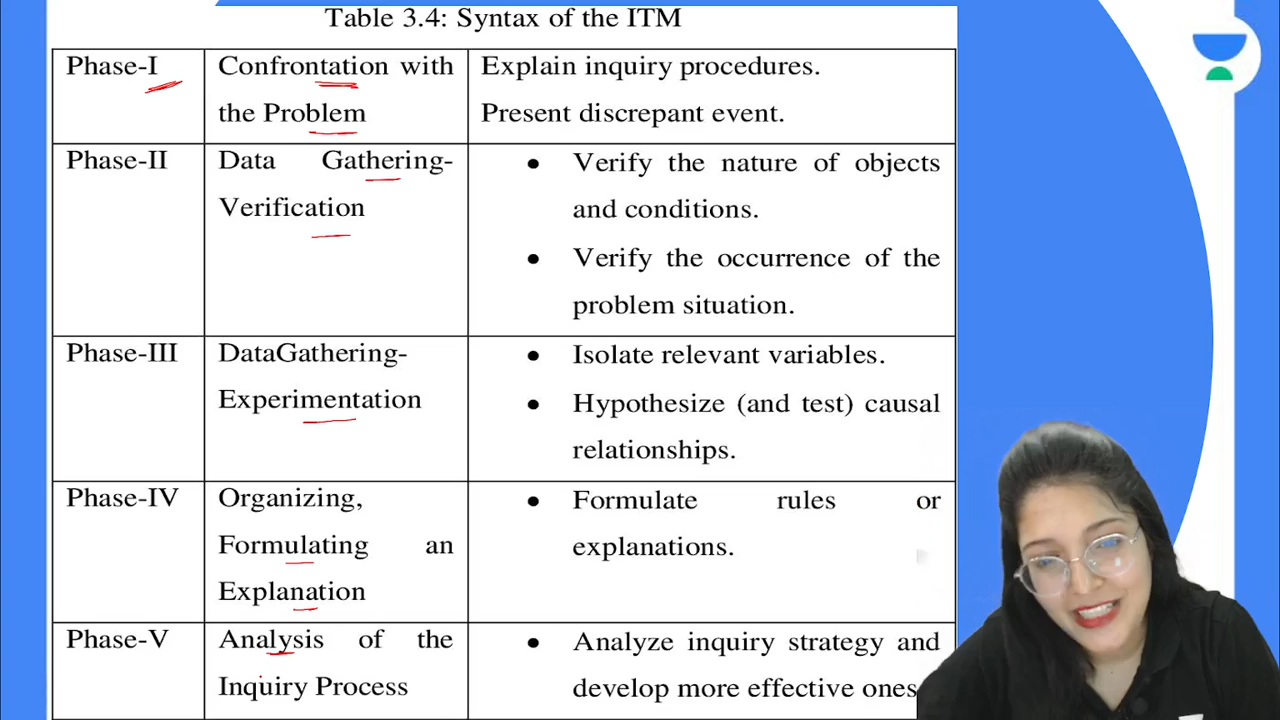 Table 3.4: Syntax of the ITM
Phase-I
Confrontation with
the Problem
Explain inquiry procedures.
Present discrepant event.
Phase-II
Data Gathering-
Verification
• Verify the nature of objects
and conditions.
• Verify the occurrence of the
problem situation.
Phase-III
DataGathering-
Experimentation
• Isolate relevant variables.
• Hypothesize (and test) causal
relationships.
Phase-IV
Organizing,
Formulating an
Explanation
• Formulate rules or
explanations.
Phase-V
Analysis of the
Inquiry Process
• Analyze inquiry strategy and
develop more effective ones